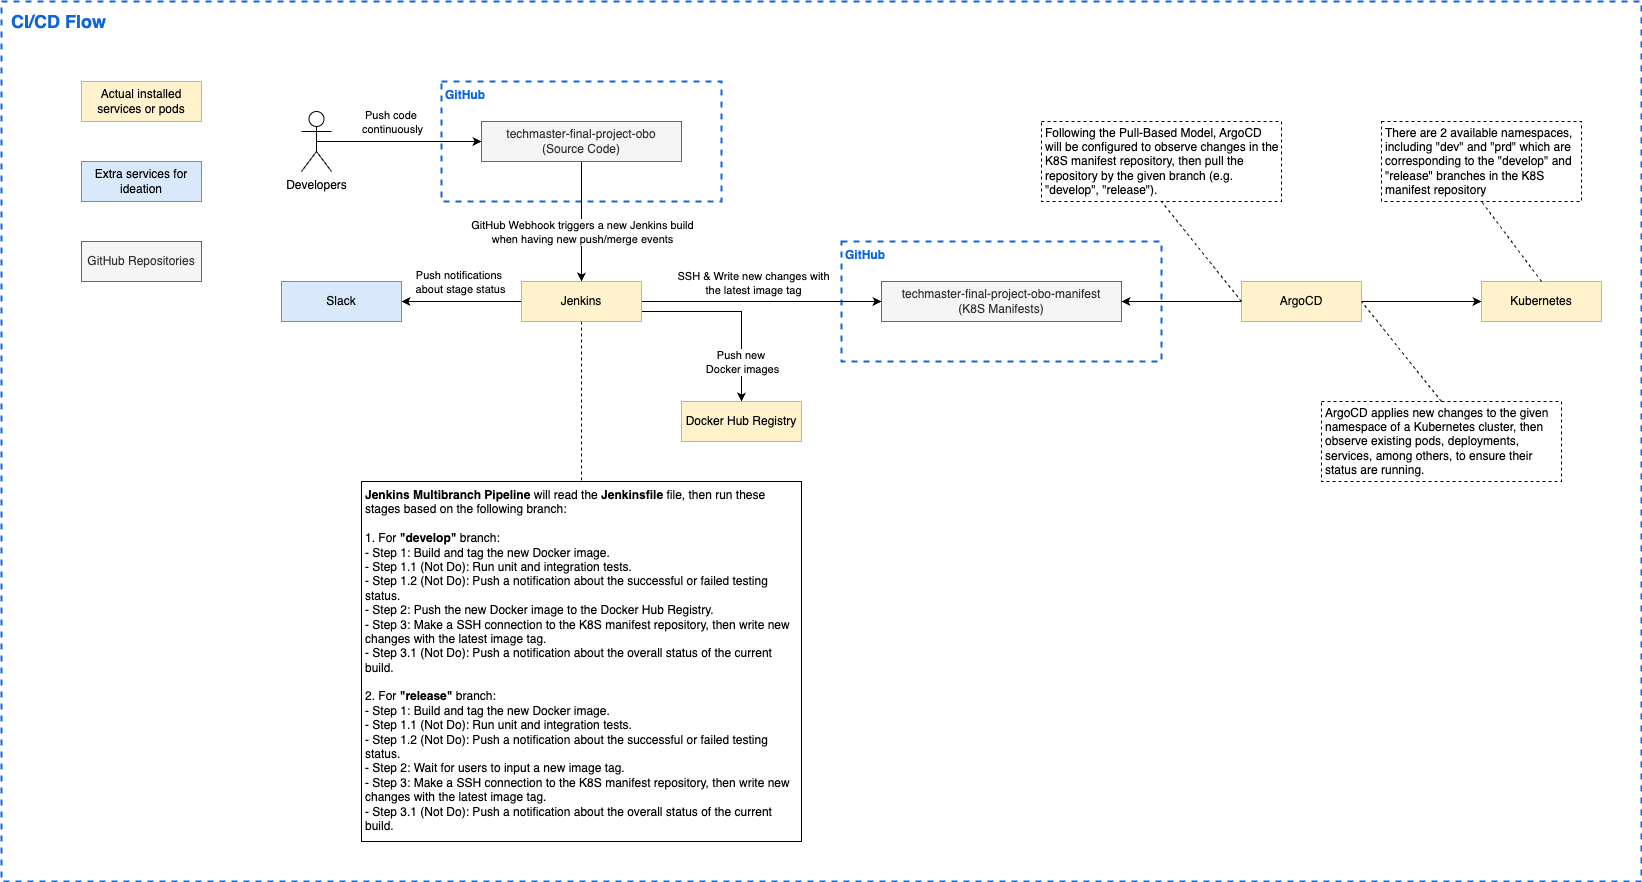 CI/CD Flow
Actual installed
services or pods
Extra services for
ideation
GitHub Repositories
Developers
Push code
continuously
GitHub
techmaster-final-project-obo
(Source Code)
GitHub Webhook triggers a new Jenkins build
when having new push/merge events
Slack
Push notifications
about stage status
Jenkins
SSH & Write new changes with
the latest image tag
Push new
Docker images
Docker Hub Registry
GitHub
techmaster-final-project-obo-manifest
(K8S Manifests)
Following the Pull-Based Model, ArgoCD
will be configured to observe changes in the
K8S manifest repository, then pull the
repository by the given branch (e.g.
"develop", "release").
There are 2 available namespaces,
including "dev" and "prd" which are
corresponding to the "develop" and
"release" branches in the K8S
manifest repository
ArgoCD
Kubernetes
ArgoCD applies new changes to the given
namespace of a Kubernetes cluster, then
observe existing pods, deployments,
services, among others, to ensure their
status are running.
Jenkins Multibranch Pipeline will read the Jenkinsfile file, then run these
stages based on the following branch:
1. For "develop" branch:
- Step 1: Build and tag the new Docker image.
- Step 1.1 (Not Do): Run unit and integration tests.
- Step 1.2 (Not Do): Push a notification about the successful or failed testing
status.
- Step 2: Push the new Docker image to the Docker Hub Registry.
- Step 3: Make a SSH connection to the K8S manifest repository, then write new
changes with the latest image tag.
- Step 3.1 (Not Do): Push a notification about the overall status of the current
build.
2. For "release" branch:
- Step 1: Build and tag the new Docker image.
- Step 1.1 (Not Do): Run unit and integration tests.
- Step 1.2 (Not Do): Push a notification about the successful or failed testing
status.
- Step 2: Wait for users to input a new image tag.
- Step 3: Make a SSH connection to the K8S manifest repository, then write new
changes with the latest image tag.
- Step 3.1 (Not Do): Push a notification about the overall status of the current
build.